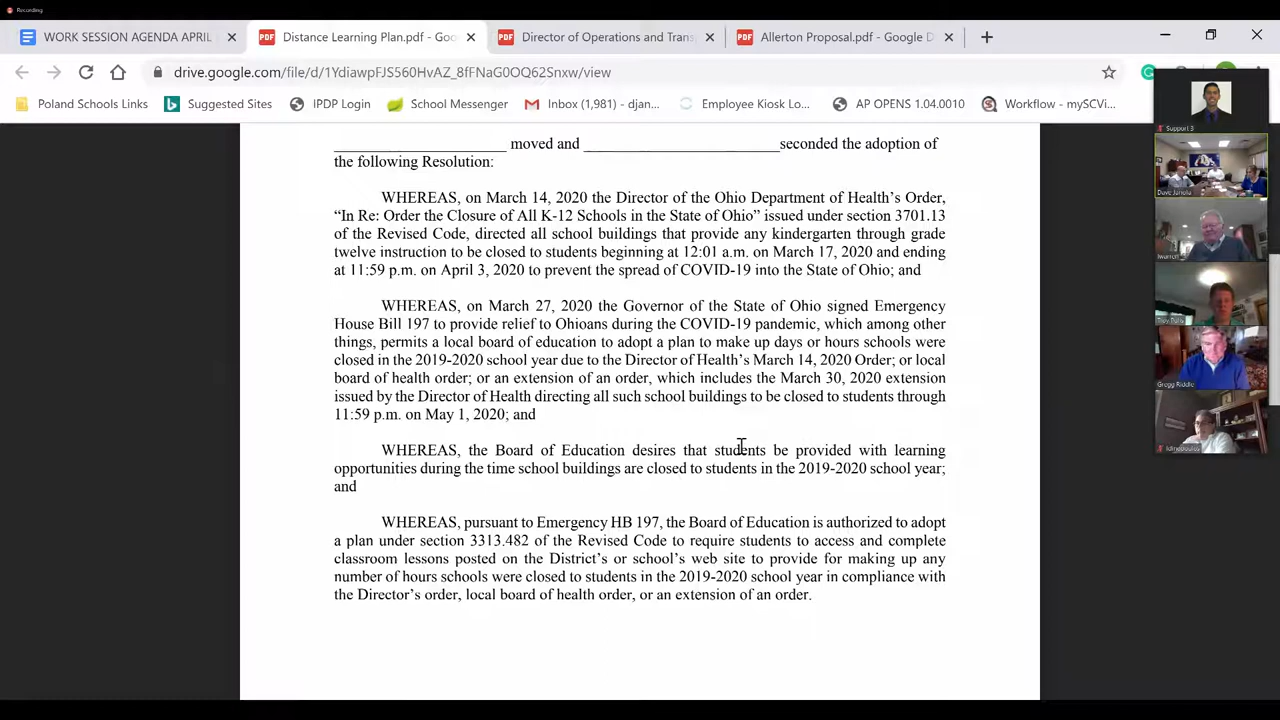 Recording
WORK SESSION AGENDA APRIL
Distance Learning Plan.pdf - Goo
Director of Operations and Trans
Allerton Proposal.pdf - Google D
drive.google.com/file/d/1YdiawpFJS560HvAZ_8fFNaG0OQ62Snxw/view
Poland Schools Links
Suggested Sites
IPDP Login
School Messenger
Inbox (1,981) - djan...
Employee Kiosk Lo...
AP OPENS 1.04.0010
Workflow - mySCVi...
______________________ moved and _________________________seconded the adoption of
the following Resolution:
WHEREAS, on March 14, 2020 the Director of the Ohio Department of Health’s Order,
“In Re: Order the Closure of All K-12 Schools in the State of Ohio” issued under section 3701.13
of the Revised Code, directed all school buildings that provide any kindergarten through grade
twelve instruction to be closed to students beginning at 12:01 a.m. on March 17, 2020 and ending
at 11:59 p.m. on April 3, 2020 to prevent the spread of COVID-19 into the State of Ohio; and
WHEREAS, on March 27, 2020 the Governor of the State of Ohio signed Emergency
House Bill 197 to provide relief to Ohioans during the COVID-19 pandemic, which among other
things, permits a local board of education to adopt a plan to make up days or hours schools were
closed in the 2019-2020 school year due to the Director of Health’s March 14, 2020 Order; or local
board of health order; or an extension of an order, which includes the March 30, 2020 extension
issued by the Director of Health directing all such school buildings to be closed to students through
11:59 p.m. on May 1, 2020; and
WHEREAS, the Board of Education desires that students be provided with learning
opportunities during the time school buildings are closed to students in the 2019-2020 school year;
and
WHEREAS, pursuant to Emergency HB 197, the Board of Education is authorized to adopt
a plan under section 3313.482 of the Revised Code to require students to access and complete
classroom lessons posted on the District’s or school’s web site to provide for making up any
number of hours schools were closed to students in the 2019-2020 school year in compliance with
the Director’s order, local board of health order, or an extension of an order.
Support 3
Dave Janofa
Gregg Riddle